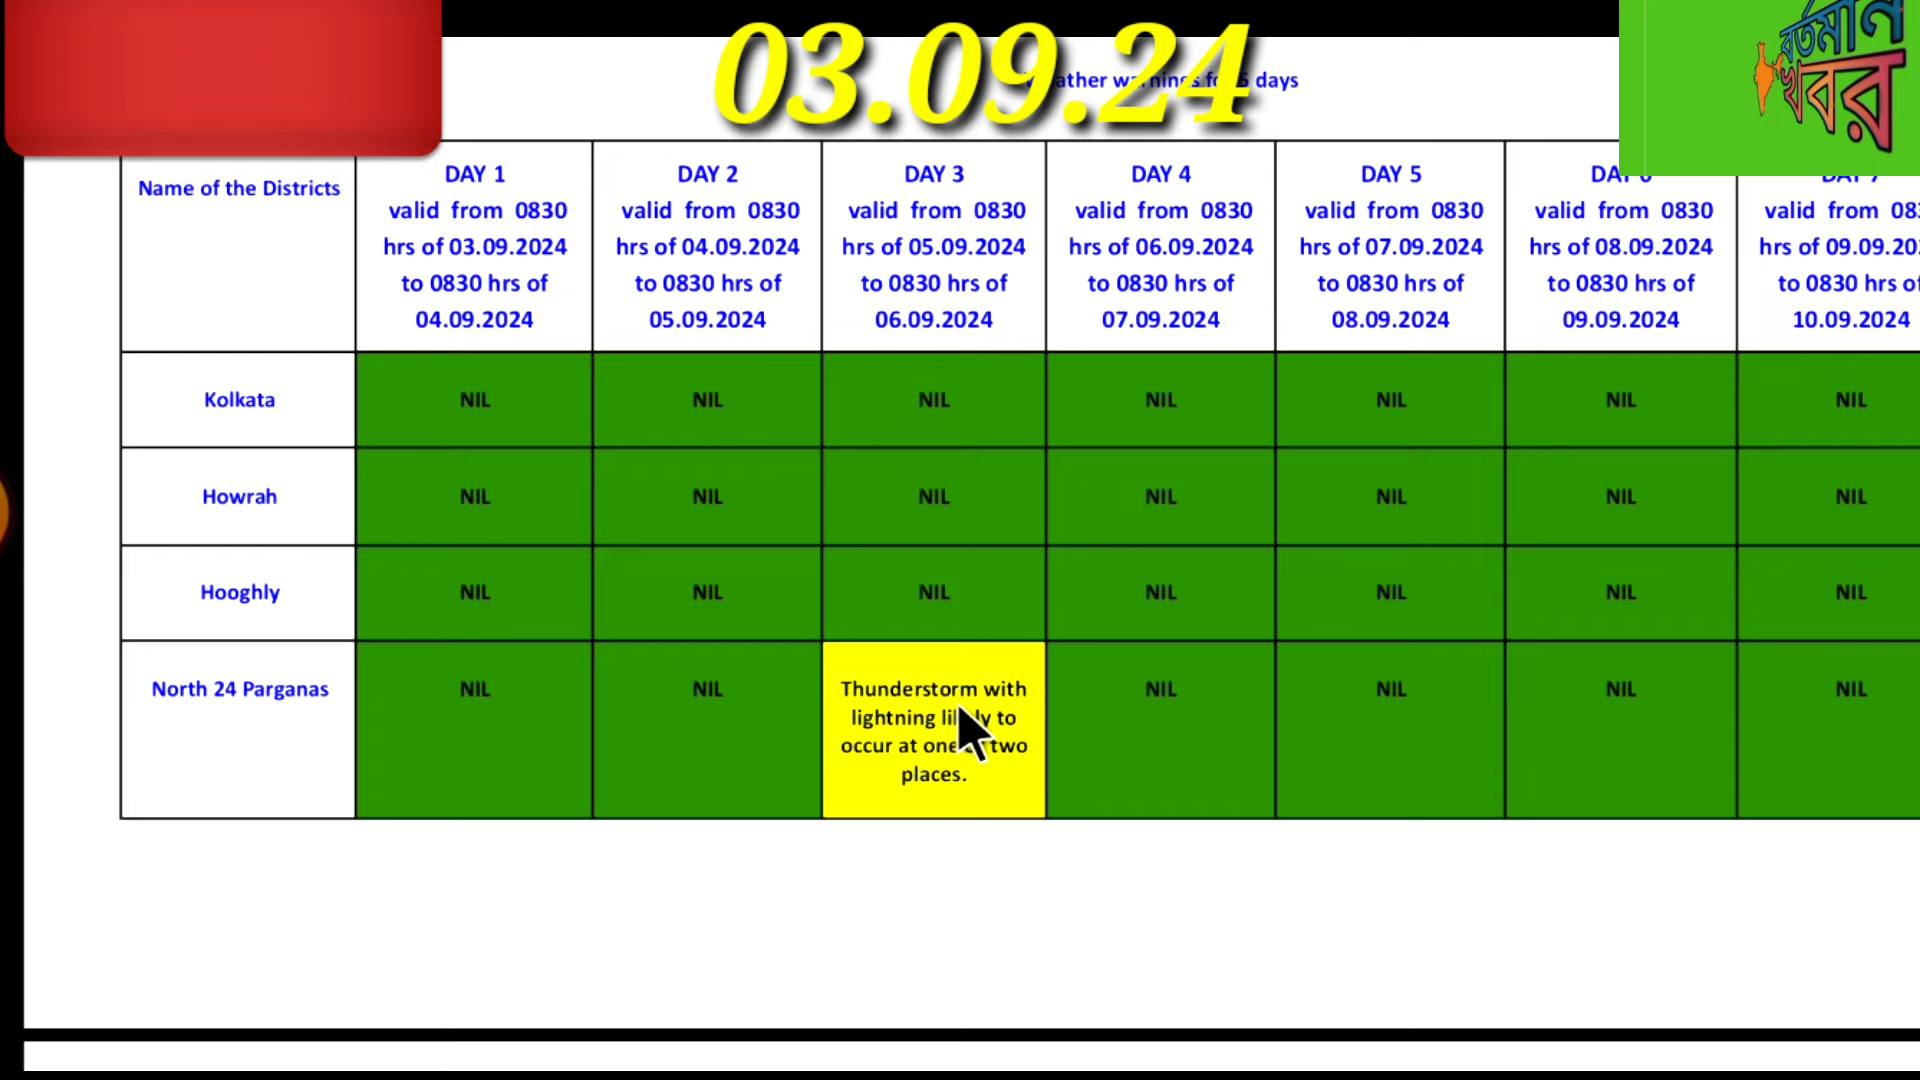 03.09.24
বর্তমান
খবর
days
Name of the Districts
DAY 1
valid from 0830
hrs of 03.09.2024
to 0830 hrs of
04.09.2024
DAY 2
valid from 0830
hrs of 04.09.2024
to 0830 hrs of
05.09.2024
DAY 3
valid from 0830
hrs of 05.09.2024
to 0830 hrs of
06.09.2024
DAY 4
valid from 0830
hrs of 06.09.2024
to 0830 hrs of
07.09.2024
DAY 5
valid from 0830
hrs of 07.09.2024
to 0830 hrs of
08.09.2024
valid from 0830
hrs of 08.09.2024
to 0830 hrs of
09.09.2024
valid from
hrs of
to 0830 hrs
10.09.2024
Kolkata NIL NIL NIL NIL NIL NIL NIL
Howrah NIL NIL NIL NIL NIL NIL NIL
Hooghly NIL NIL NIL NIL NIL NIL NIL
North 24 Parganas NIL NIL
Thunderstorm with
lightning likely to
occur at one or two
places.
NIL NIL NIL NIL